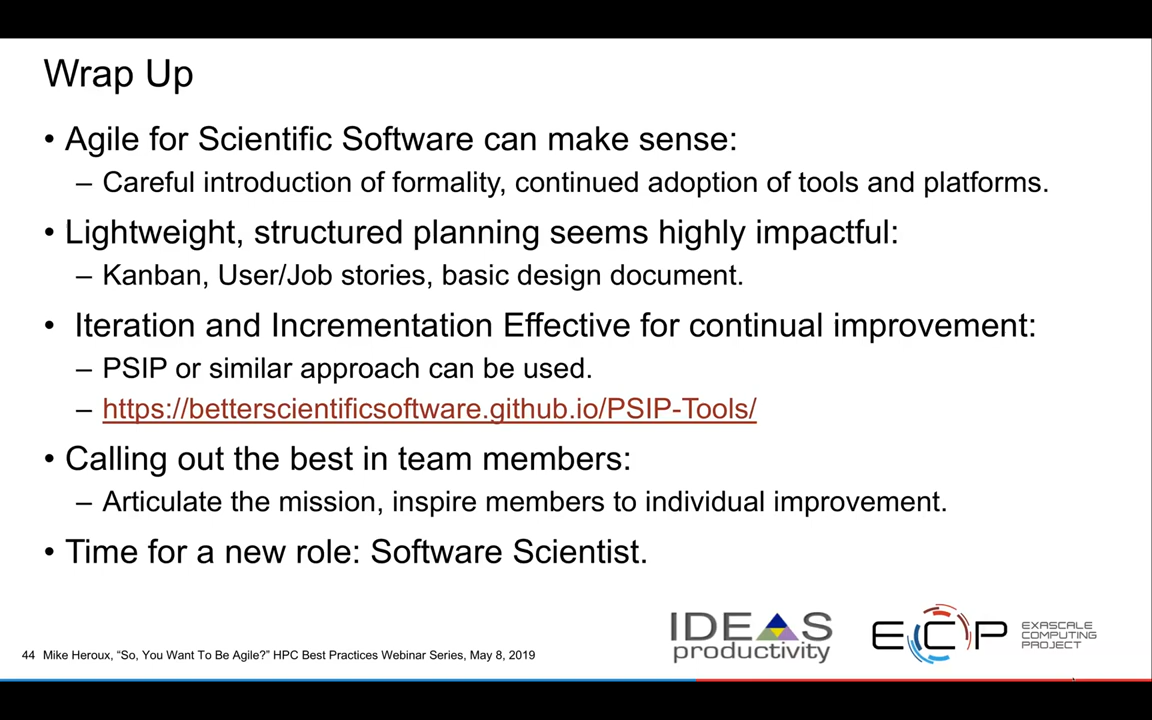 Wrap Up
• Agile for Scientific Software can make sense:
– Careful introduction of formality, continued adoption of tools and platforms.
• Lightweight, structured planning seems highly impactful:
– Kanban, User/Job stories, basic design document.
• Iteration and Incrementation Effective for continual improvement:
– PSIP or similar approach can be used.
– https://betterscientificsoftware.github.io/PSIP-Tools/
• Calling out the best in team members:
– Articulate the mission, inspire members to individual improvement.
• Time for a new role: Software Scientist.
IDEAS
productivity
ECP
EXASCALE
COMPUTING
PROJECT
44 Mike Heroux, “So, You Want To Be Agile?” HPC Best Practices Webinar Series, May 8, 2019